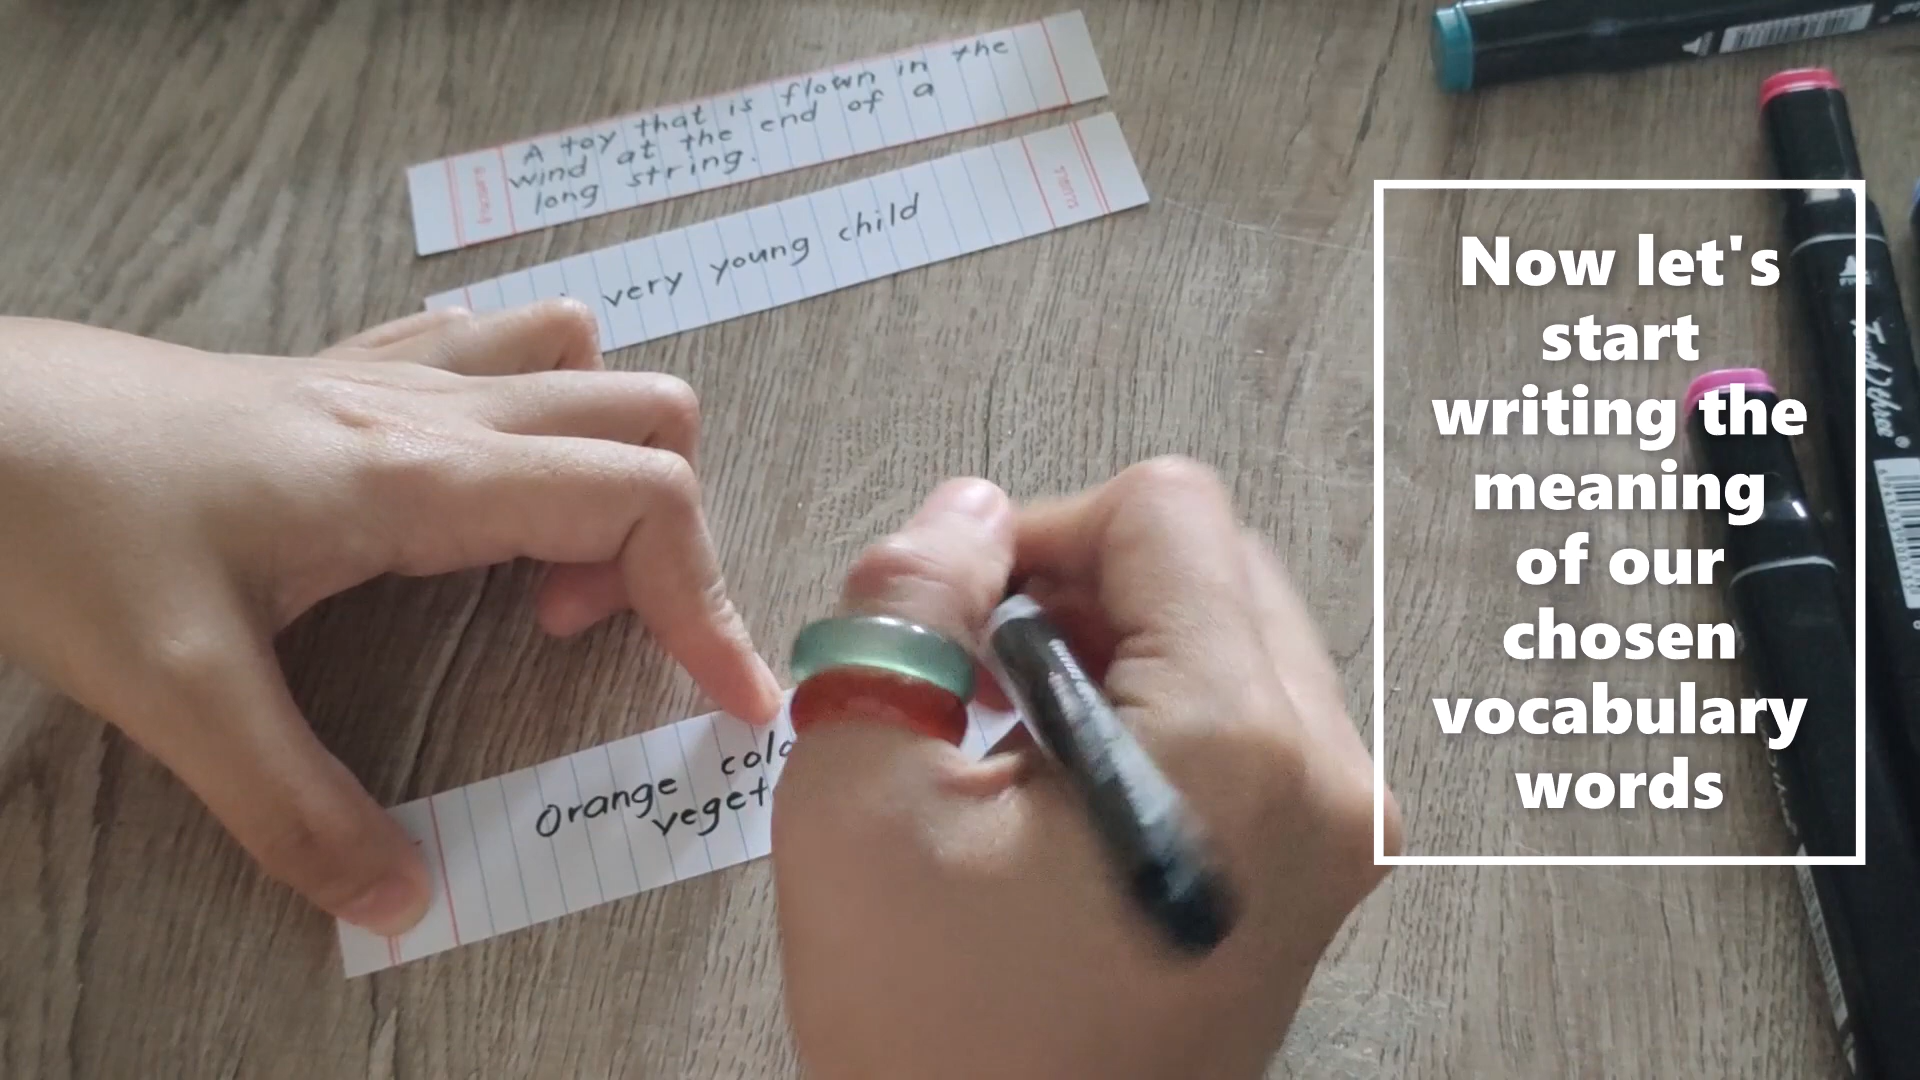 A toy that is flown in the
wind at the end of a
long string.
very young child
Orange colo
veget
Now let's
start
writing the
meaning
of our
chosen
vocabulary
words